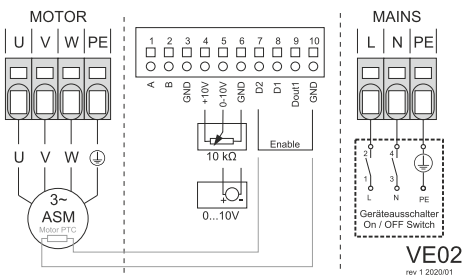 MOTOR
U V W PE
U V W
3~
ASM
Motor PTC
1 2 3 4 5 6 7 8 9 10
A B GND +10V 0-10V GND D2 D1 Dout1 GND
Enable
10 kΩ
+ -
0...10V
MAINS
L N PE
2 4
1 3
L N PE
Geräteausschalter
On / OFF Switch
VE02
rev 1 2020/01